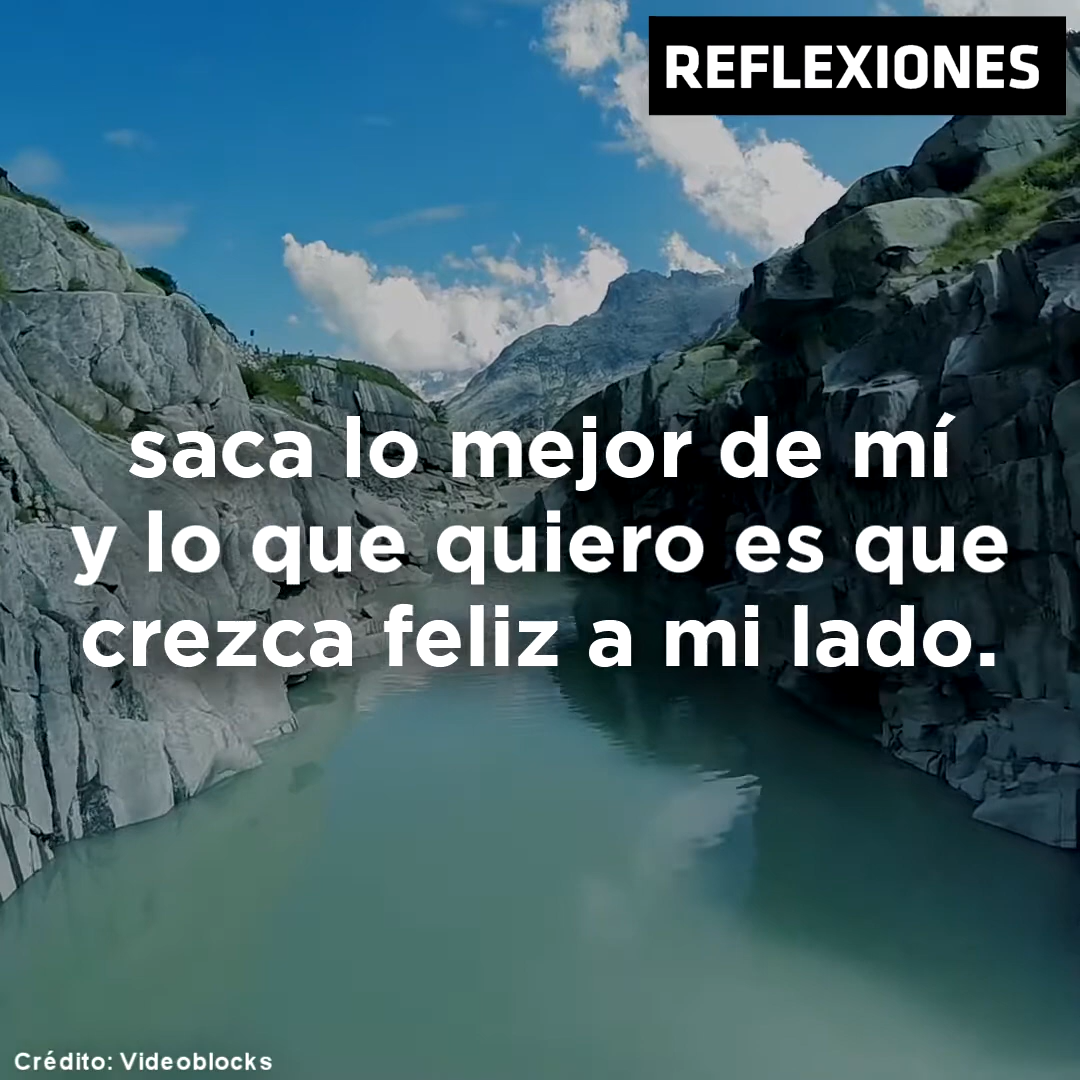 REFLEXIONES
saca lo mejor de mí
y lo que quiero es que
crezca feliz a mi lado.
Crédito: Videoblocks